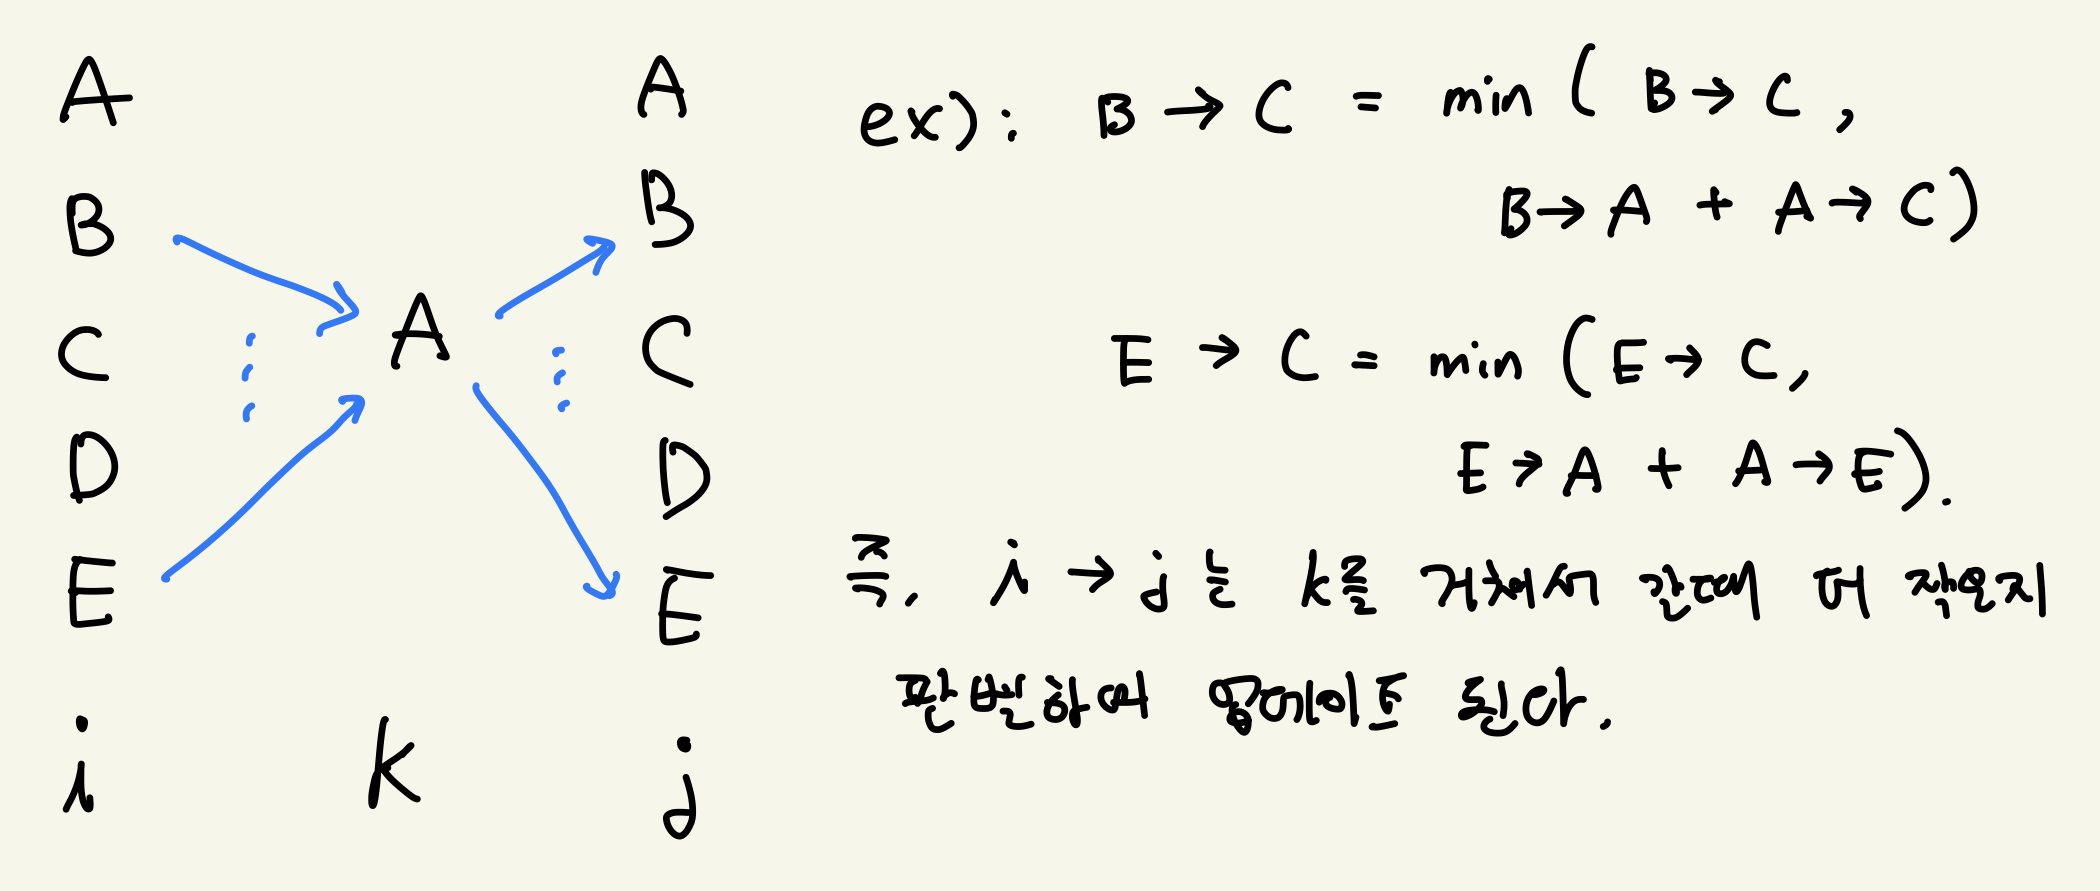 A
B
C
D
E
i
A
k
A
B
C
D
E
j
ex): B → C = min ( B → C,
B → A + A → C)
E → C = min (E → C,
E → A + A → E).
즉, i → j 는 k를 거쳐서 간때 더 작은지
판별하며 업데이트 된다.